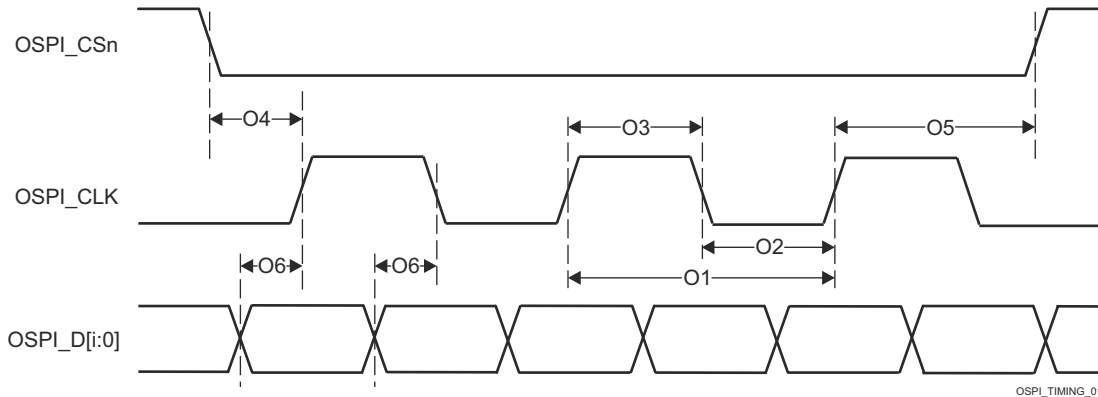 OSPI_CSn
O4
O3
O5
OSPI_CLK
O6
O6
O2
O1
OSPI_D[i:0]
OSPI_TIMING_0